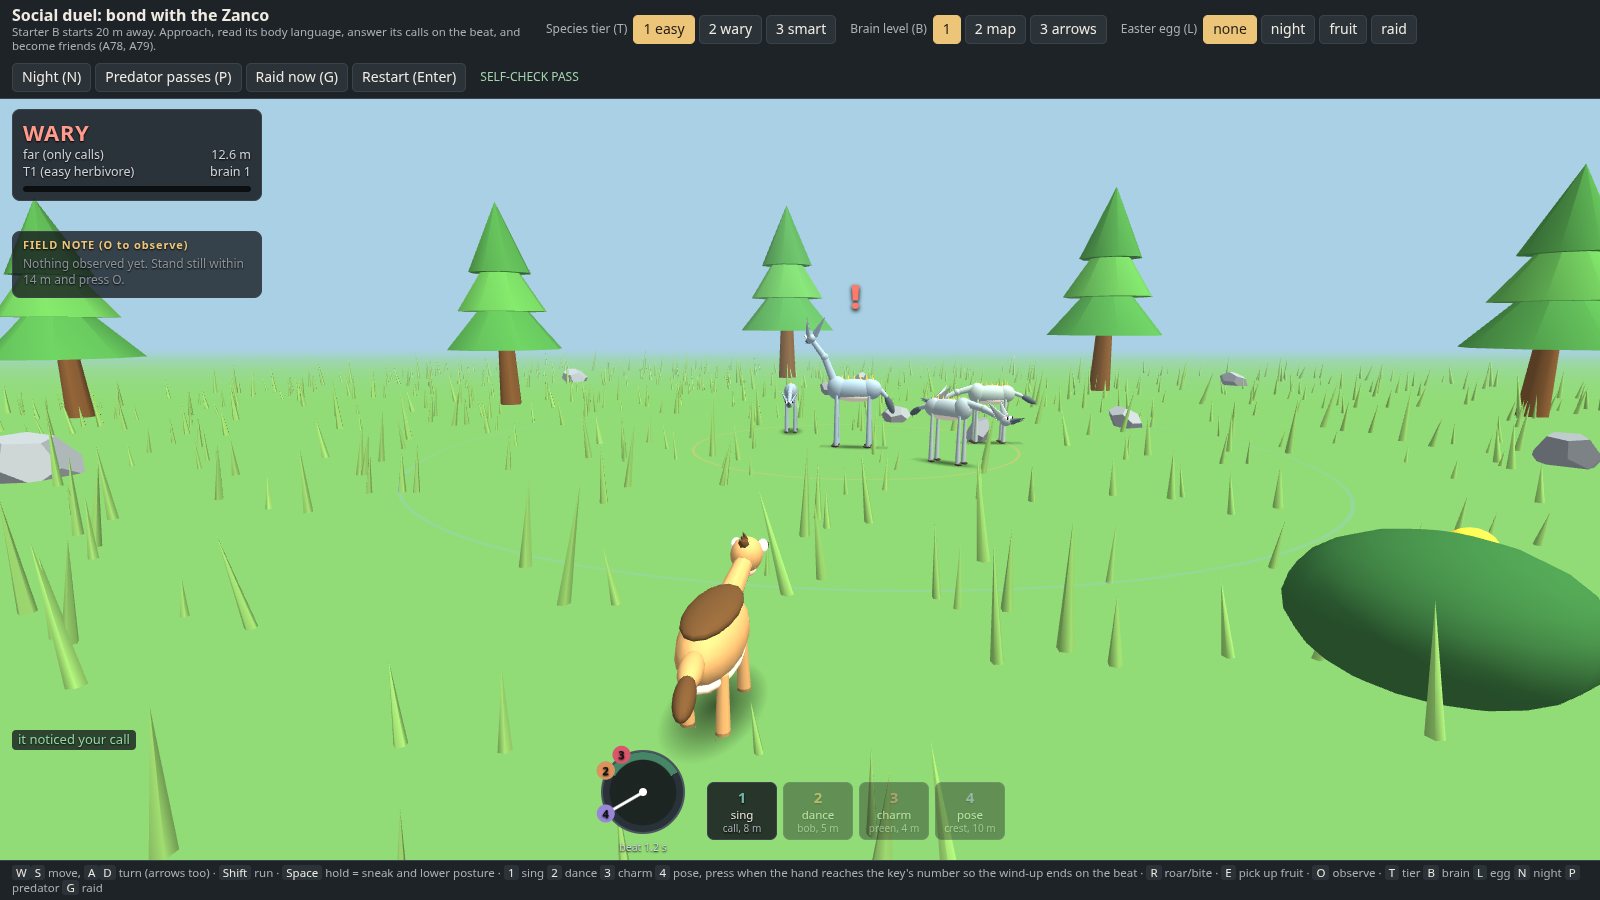 Social duel: bond with the Zanco
Starter B starts 20 m away. Approach, read its body language, answer its calls on the beat, and
become friends (A78, A79).
Species tier (T) 1 easy 2 wary 3 smart Brain level (B) 1 2 map 3 arrows Easter egg (L) none night fruit raid
Night (N) Predator passes (P) Raid now (G) Restart (Enter) SELF-CHECK PASS
WARY
far (only calls) 12.6 m
T1 (easy herbivore) brain 1
FIELD NOTE (O to observe)
Nothing observed yet. Stand still within
14 m and press O.
!
it noticed your call
3
2
4
beat 1.2 s
1 2 3 4
sing dance charm pose
call, 8 m bob, 5 m preen, 4 m crest, 10 m
W S move, A D turn (arrows too) · Shift run · Space hold = sneak and lower posture · 1 sing 2 dance 3 charm 4 pose, press when the hand reaches the key's number so the wind-up ends on the beat · R roar/bite · E pick up fruit · O observe · T tier B brain L egg N night P
predator G raid